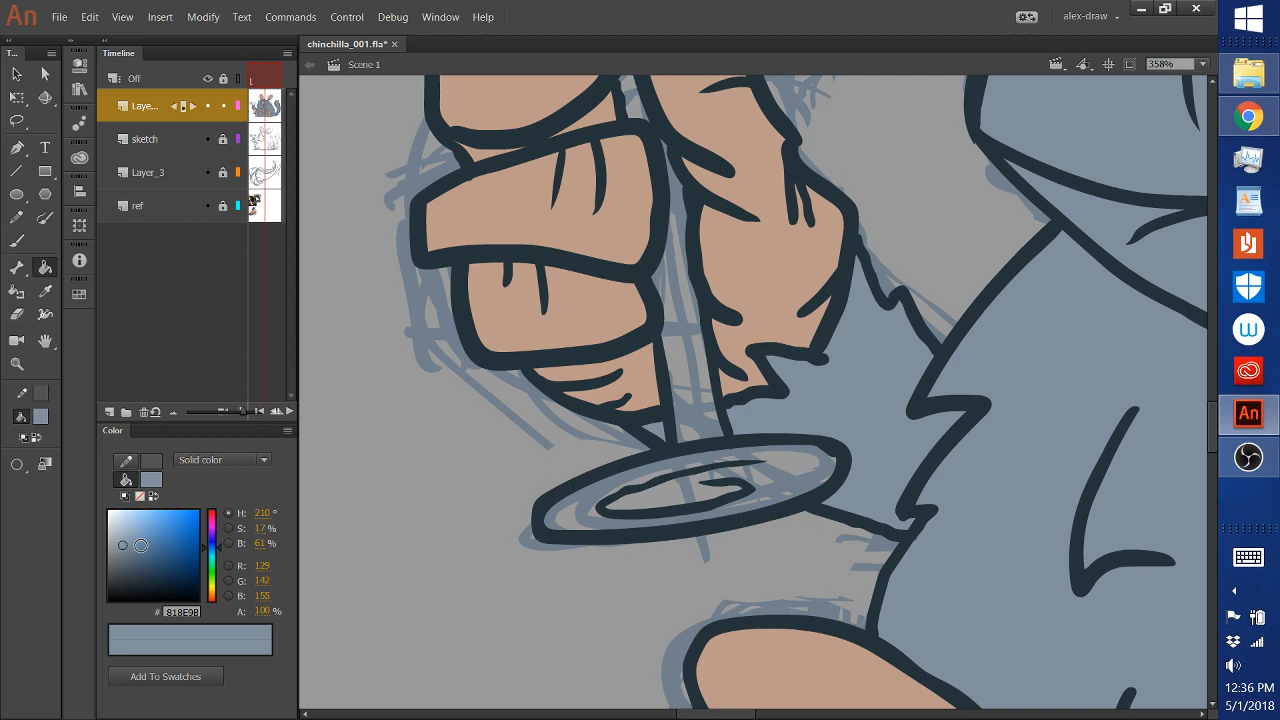 An File Edit View Insert Modify Text Commands Control Debug Window Help alex-draw
T... Timeline chinchilla_001.fla* ×
Scene 1 358%
Off 1
Laye...
sketch
Layer_3
ref
Color
Solid color
H: 210 °
S: 17 %
B: 61 %
R: 129
G: 142
B: 155
# 818E9B A: 100 %
Add To Swatches
An
12:36 PM
5/1/2018